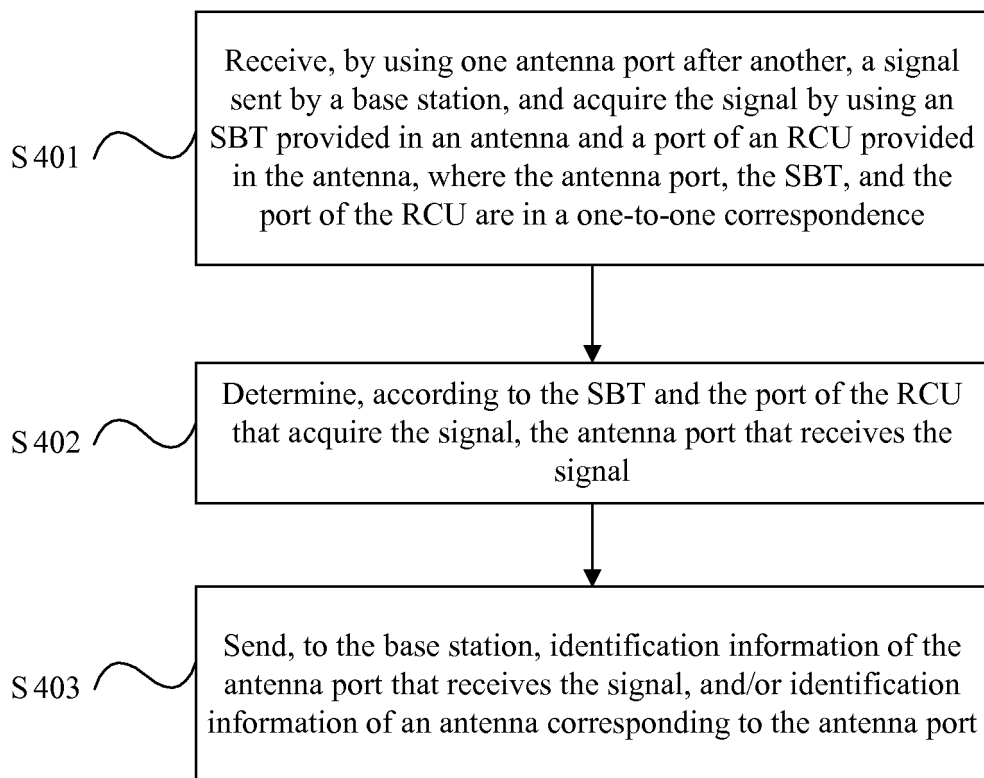 Receive, by using one antenna port after another, a signal
sent by a base station, and acquire the signal by using an
SBT provided in an antenna and a port of an RCU provided
in the antenna, where the antenna port, the SBT, and the
port of the RCU are in a one-to-one correspondence
S401
Determine, according to the SBT and the port of the RCU
that acquire the signal, the antenna port that receives the
signal
S402
Send, to the base station, identification information of the
antenna port that receives the signal, and/or identification
information of an antenna corresponding to the antenna port
S403